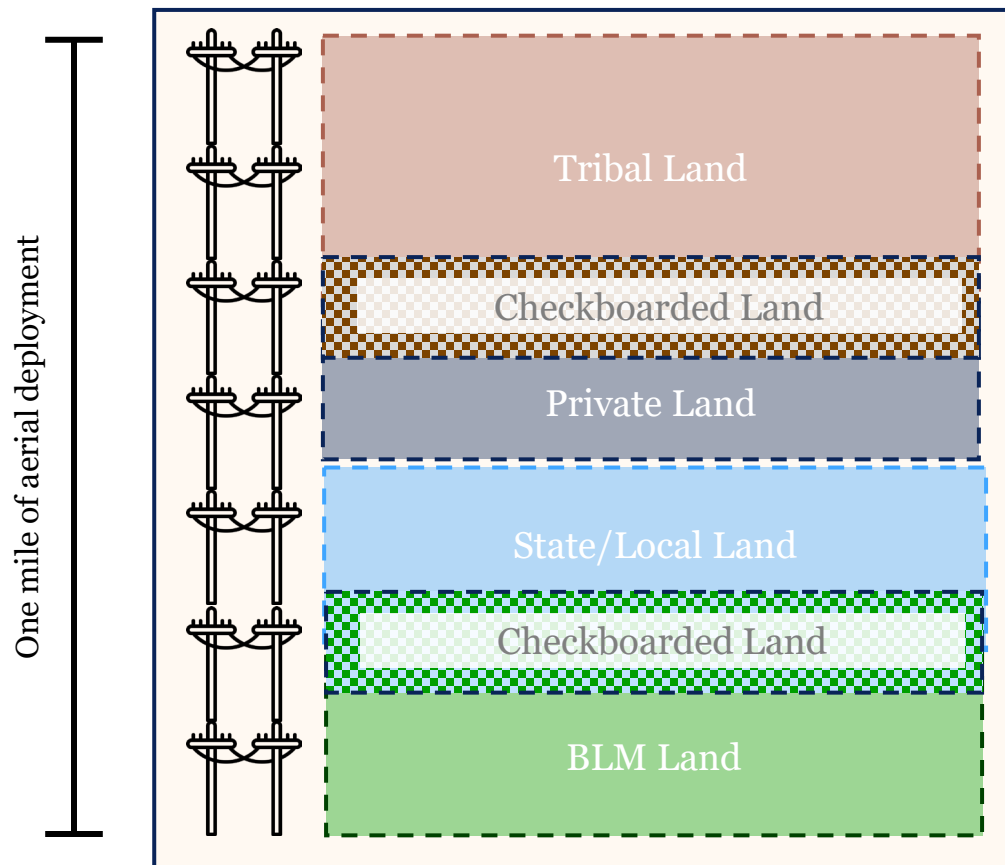 One mile of aerial deployment
Tribal Land
Checkboarded Land
Private Land
State/Local Land
Checkboarded Land
BLM Land